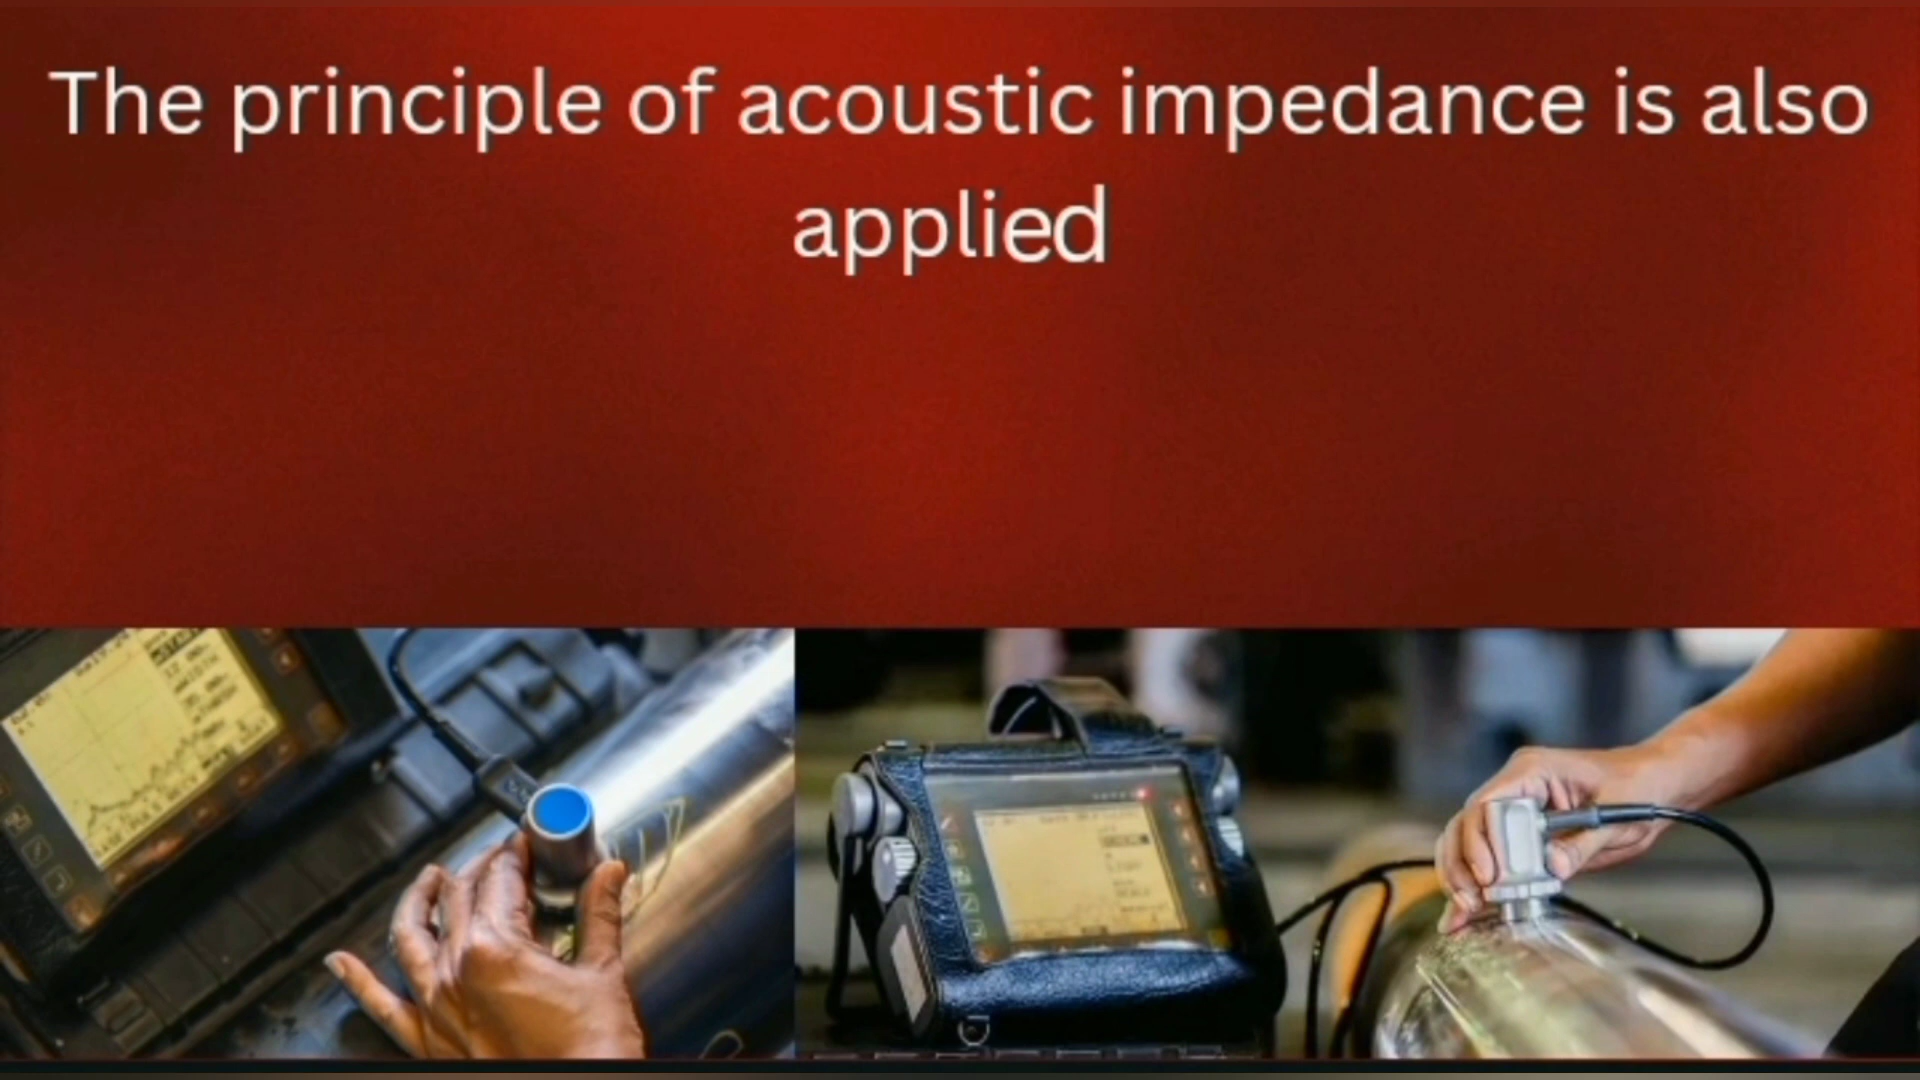 The principle of acoustic impedance is also
applied